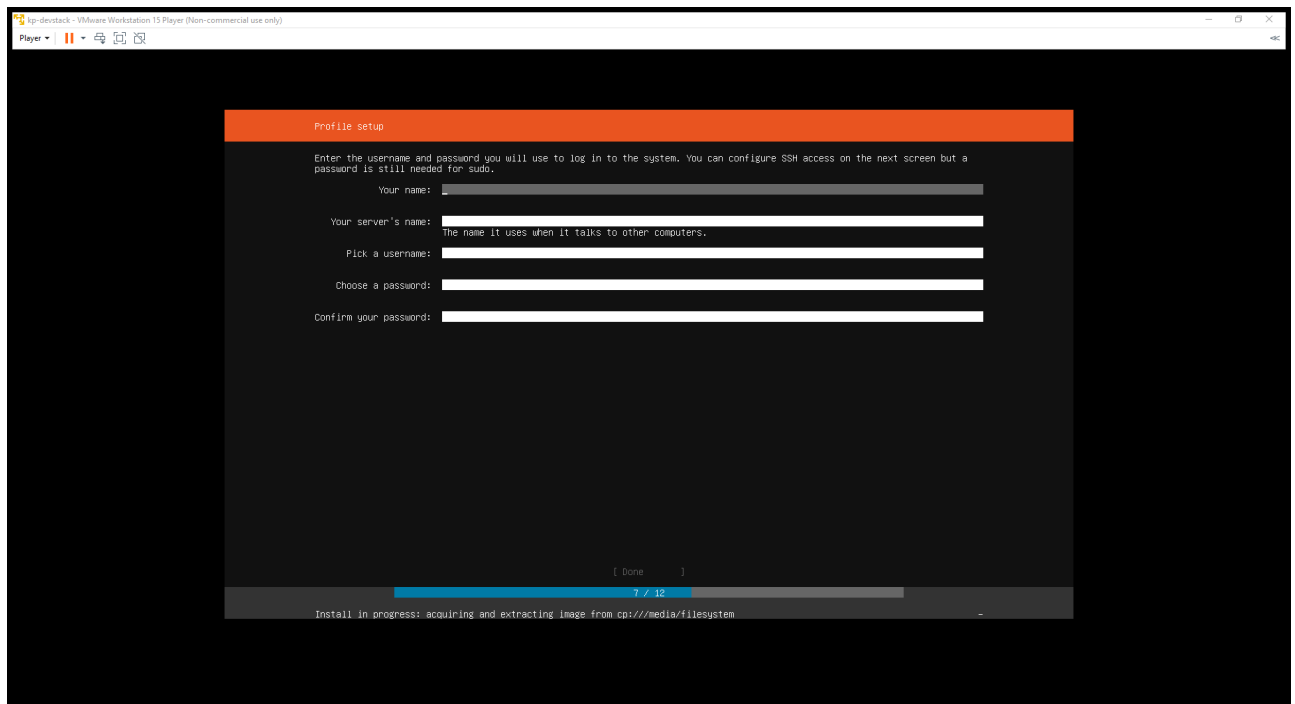 kp-devstack - VMware Workstation 15 Player (Non-commercial use only)
Player
Profile setup
Enter the username and password you will use to log in to the system. You can configure SSH access on the next screen but a
password is still needed for sudo.
Your name:
Your server's name:
The name it uses when it talks to other computers.
Pick a username:
Choose a password:
Confirm your password:
[ Done ]
7 / 12
Install in progress: acquiring and extracting image from cp:///media/filesystem -